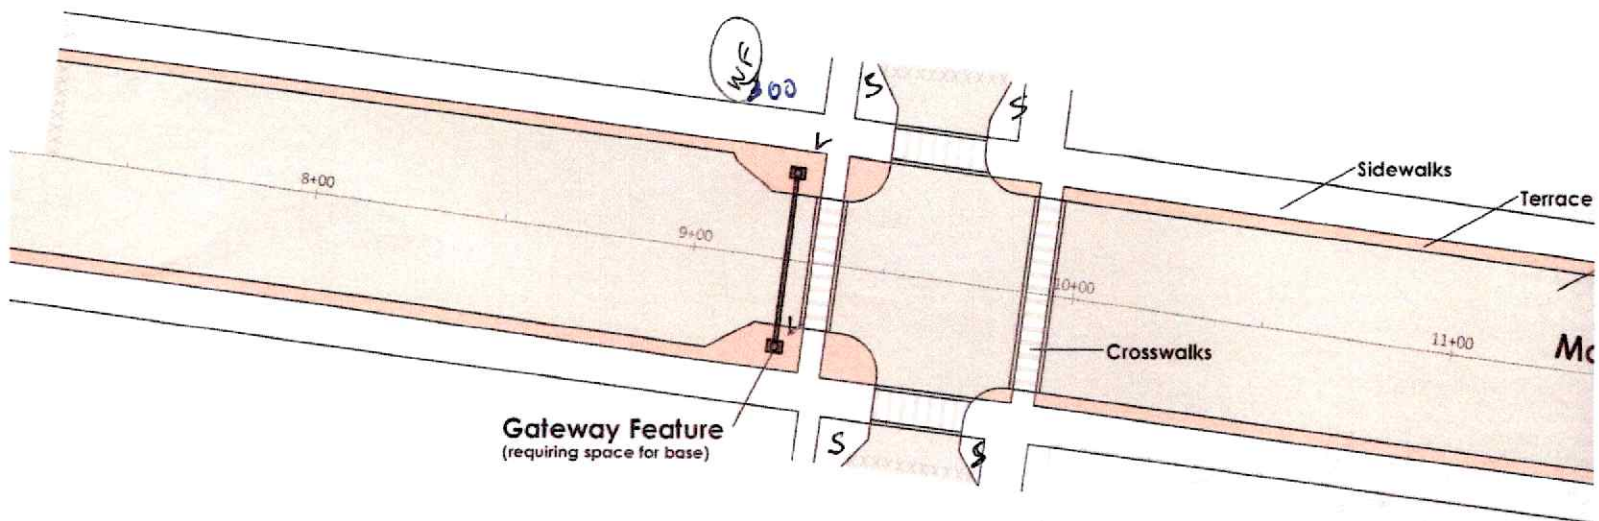 WF
300
S
S
Sidewalks
8+00
Terrace
9+00
10+00
11+00
Crosswalks
Gateway Feature
(requiring space for base)
S
S